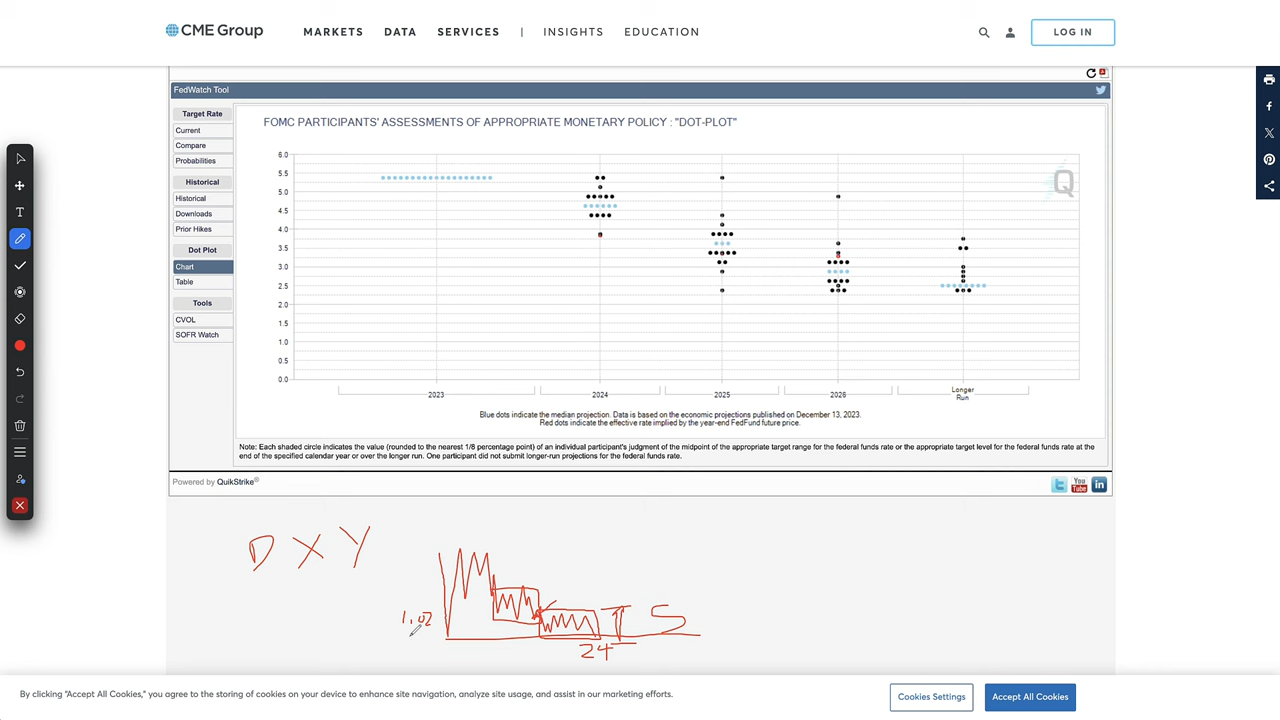 CME Group
MARKETS DATA SERVICES | INSIGHTS EDUCATION
LOG IN
FedWatch Tool
Target Rate
Current
Compare
Probabilities
Historical
Historical
Downloads
Prior Hikes
Dot Plot
Chart
Table
Tools
CVOL
SOFR Watch
FOMC PARTICIPANTS' ASSESSMENTS OF APPROPRIATE MONETARY POLICY : "DOT-PLOT"
Q
6.0
5.5
5.0
4.5
4.0
3.5
3.0
2.5
2.0
1.5
1.0
0.5
0.0
2023 2024 2025 2026 Longer
Run
Blue dots indicate the median projection. Data is based on the economic projections published on December 13, 2023.
Red dots indicate the effective rate implied by the year-end FedFund future price.
Note: Each shaded circle indicates the value (rounded to the nearest 1/8 percentage point) of an individual participant's judgment of the midpoint of the appropriate target range for the federal funds rate or the appropriate target level for the federal funds rate at the
end of the specified calendar year or over the longer run. One participant did not submit longer-run projections for the federal funds rate.
Powered by QuikStrike®
You
Tube
in
D X Y
1.02
S
24
By clicking "Accept All Cookies," you agree to the storing of cookies on your device to enhance site navigation, analyze site usage, and assist in our marketing efforts.
Cookies Settings
Accept All Cookies